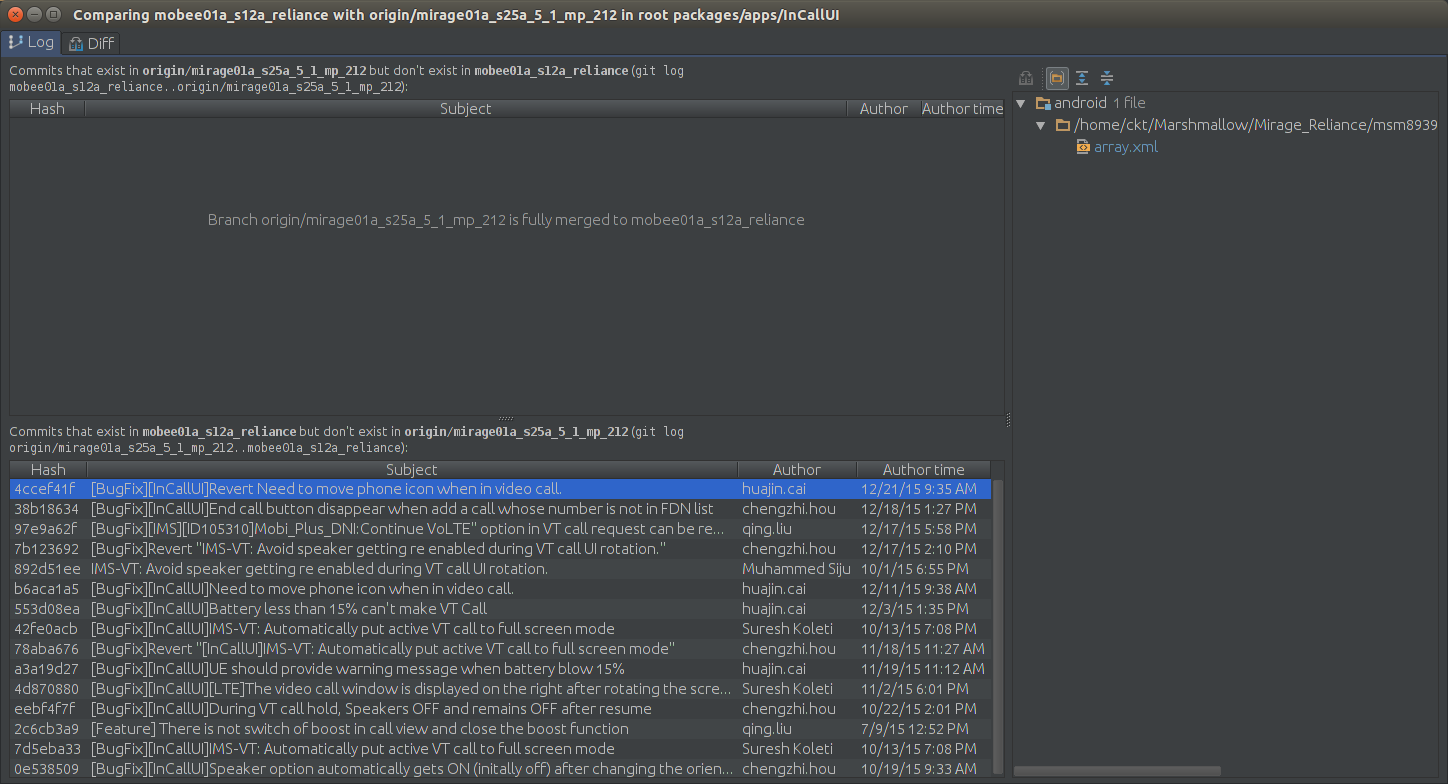 Comparing mobee01a_s12a_reliance with origin/mirage01a_s25a_5_1_mp_212 in root packages/apps/InCallUI
Log Diff
Commits that exist in origin/mirage01a_s25a_5_1_mp_212 but don't exist in mobee01a_s12a_reliance (git log
mobee01a_s12a_reliance..origin/mirage01a_s25a_5_1_mp_212):
Hash Subject Author Author time
Branch origin/mirage01a_s25a_5_1_mp_212 is fully merged to mobee01a_s12a_reliance
Commits that exist in mobee01a_s12a_reliance but don't exist in origin/mirage01a_s25a_5_1_mp_212 (git log
origin/mirage01a_s25a_5_1_mp_212..mobee01a_s12a_reliance):
Hash Subject Author Author time
4ccef41f [BugFix][InCallUI]Revert Need to move phone icon when in video call. huajin.cai 12/21/15 9:35 AM
38b18634 [BugFix][InCallUI]End call button disappear when add a call whose number is not in FDN list chengzhi.hou 12/18/15 1:27 PM
97e9a62f [BugFix][IMS][ID105310]Mobi_Plus_DNI:Continue VoLTE" option in VT call request can be re... qing.liu 12/17/15 5:58 PM
7b123692 [BugFix]Revert "IMS-VT: Avoid speaker getting re enabled during VT call UI rotation." chengzhi.hou 12/17/15 2:10 PM
892d51ee IMS-VT: Avoid speaker getting re enabled during VT call UI rotation. Muhammed Siju 10/1/15 6:55 PM
b6aca1a5 [BugFix][InCallUI]Need to move phone icon when in video call. huajin.cai 12/11/15 9:38 AM
553d08ea [BugFix][InCallUI]Battery less than 15% can't make VT Call huajin.cai 12/3/15 1:35 PM
42fe0acb [BugFix][InCallUI]IMS-VT: Automatically put active VT call to full screen mode Suresh Koleti 10/13/15 7:08 PM
78aba676 [BugFix]Revert "[InCallUI]IMS-VT: Automatically put active VT call to full screen mode" chengzhi.hou 11/18/15 11:27 AM
a3a19d27 [BugFix][InCallUI]UE should provide warning message when battery blow 15% huajin.cai 11/19/15 11:12 AM
4d870880 [BugFix][InCallUI][LTE]The video call window is displayed on the right after rotating the scre... Suresh Koleti 11/2/15 6:01 PM
eebf4f7f [BugFix][InCallUI]During VT call hold, Speakers OFF and remains OFF after resume chengzhi.hou 10/22/15 2:01 PM
2c6cb3a9 [Feature] There is not switch of boost in call view and close the boost function qing.liu 7/9/15 12:52 PM
7d5eba33 [BugFix][InCallUI]IMS-VT: Automatically put active VT call to full screen mode Suresh Koleti 10/13/15 7:08 PM
0e538509 [BugFix][InCallUI]Speaker option automatically gets ON (initally off) after changing the orien... chengzhi.hou 10/19/15 9:33 AM
android 1 file
/home/ckt/Marshmallow/Mirage_Reliance/msm8939
array.xml